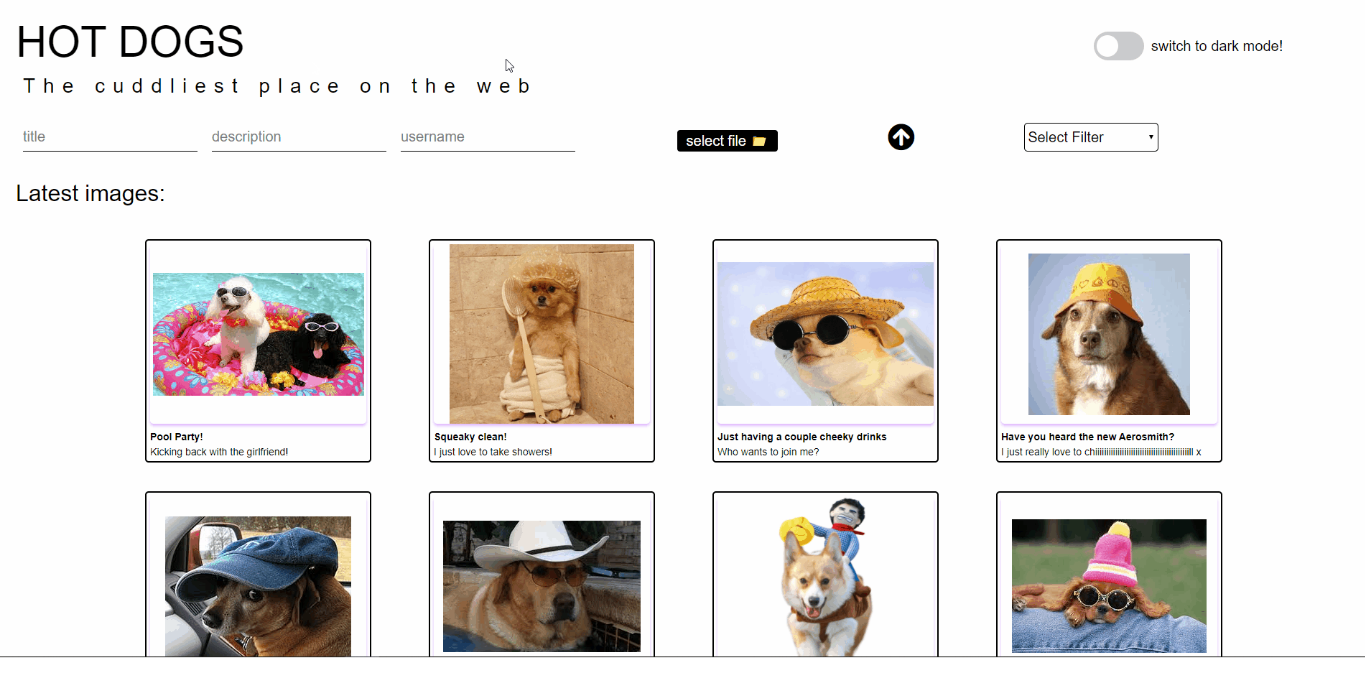 HOT DOGS
switch to dark mode!
The cuddliest place on the web
title
description
username
select file
Select Filter
Latest images:
Pool Party!
Kicking back with the girlfriend!
Squeaky clean!
I just love to take showers!
Just having a couple cheeky drinks
Who wants to join me?
Have you heard the new Aerosmith?
I just really love to chiiiiiiiiiiiiiiiiiiiiiiiiiiiiiiiiiiiiiiiill x